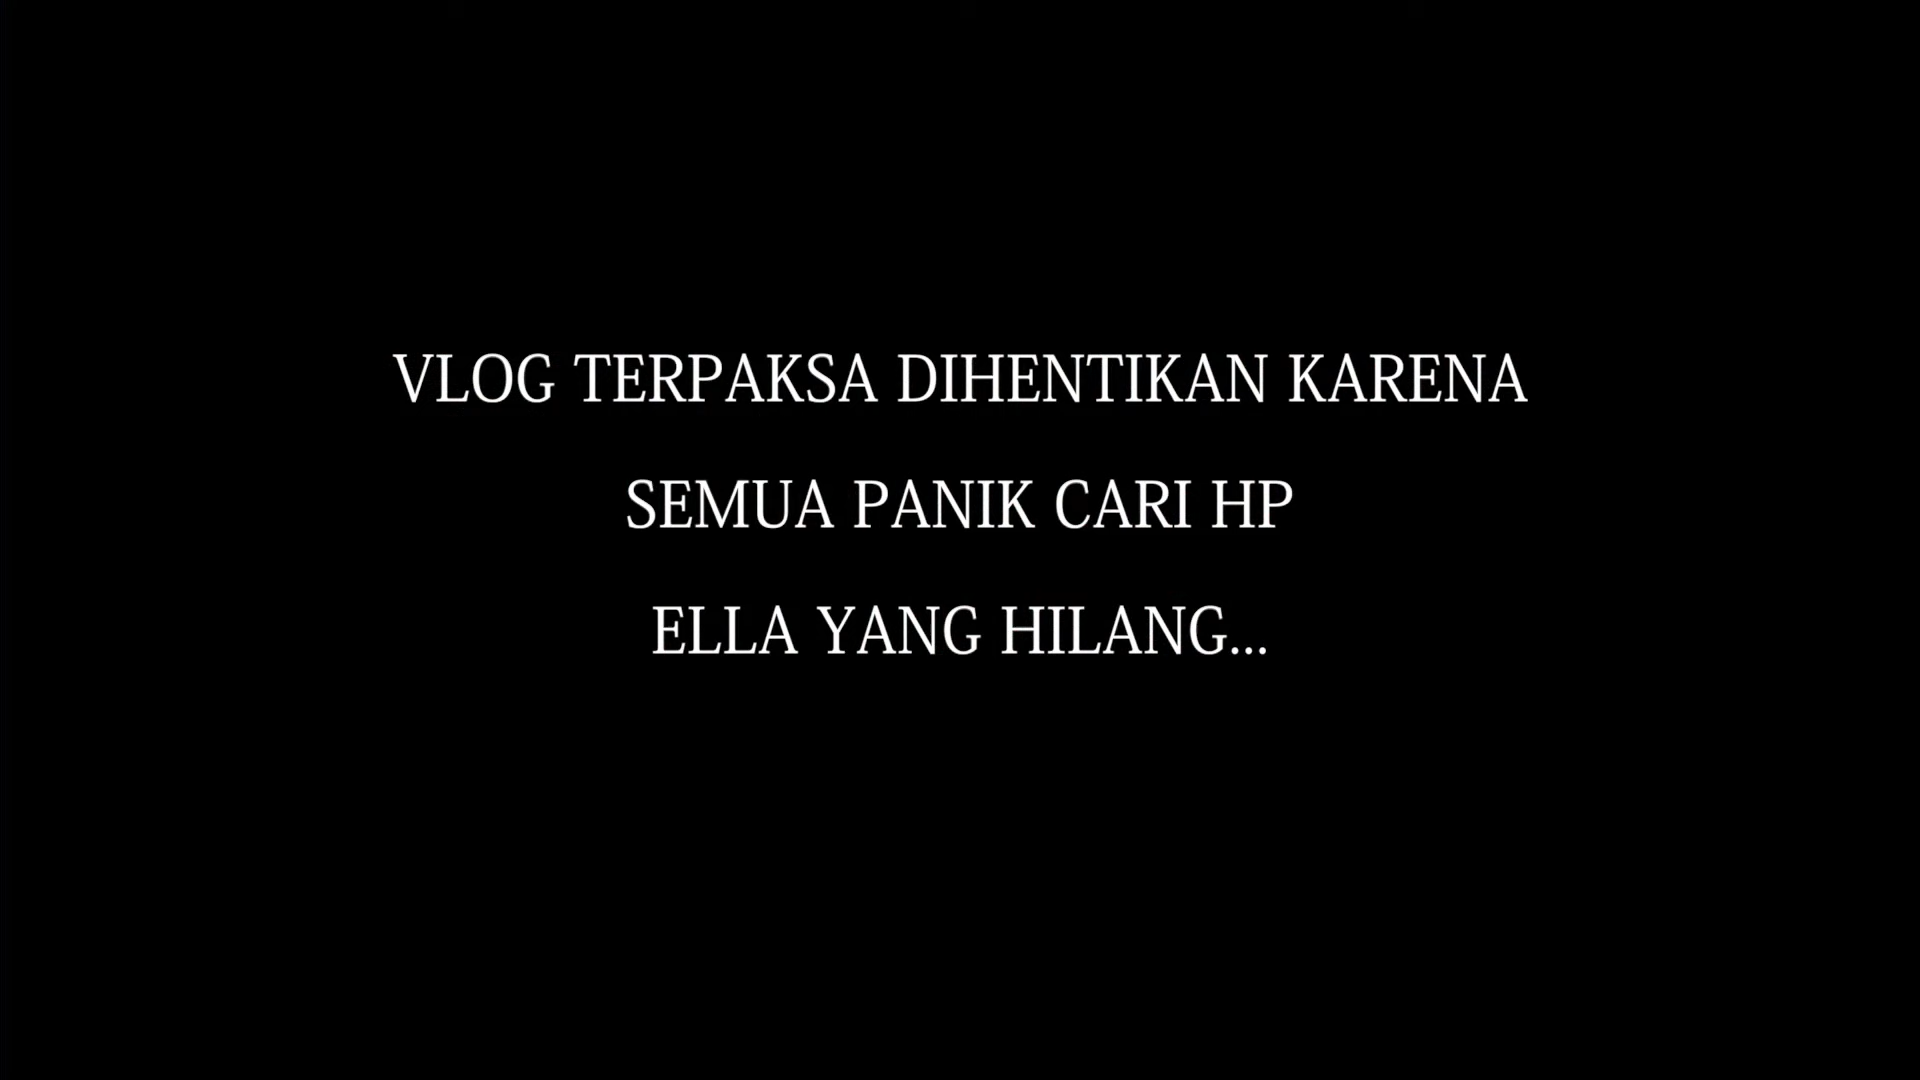 VLOG TERPAKSA DIHENTIKAN KARENA
SEMUA PANIK CARI HP
ELLA YANG HILANG...